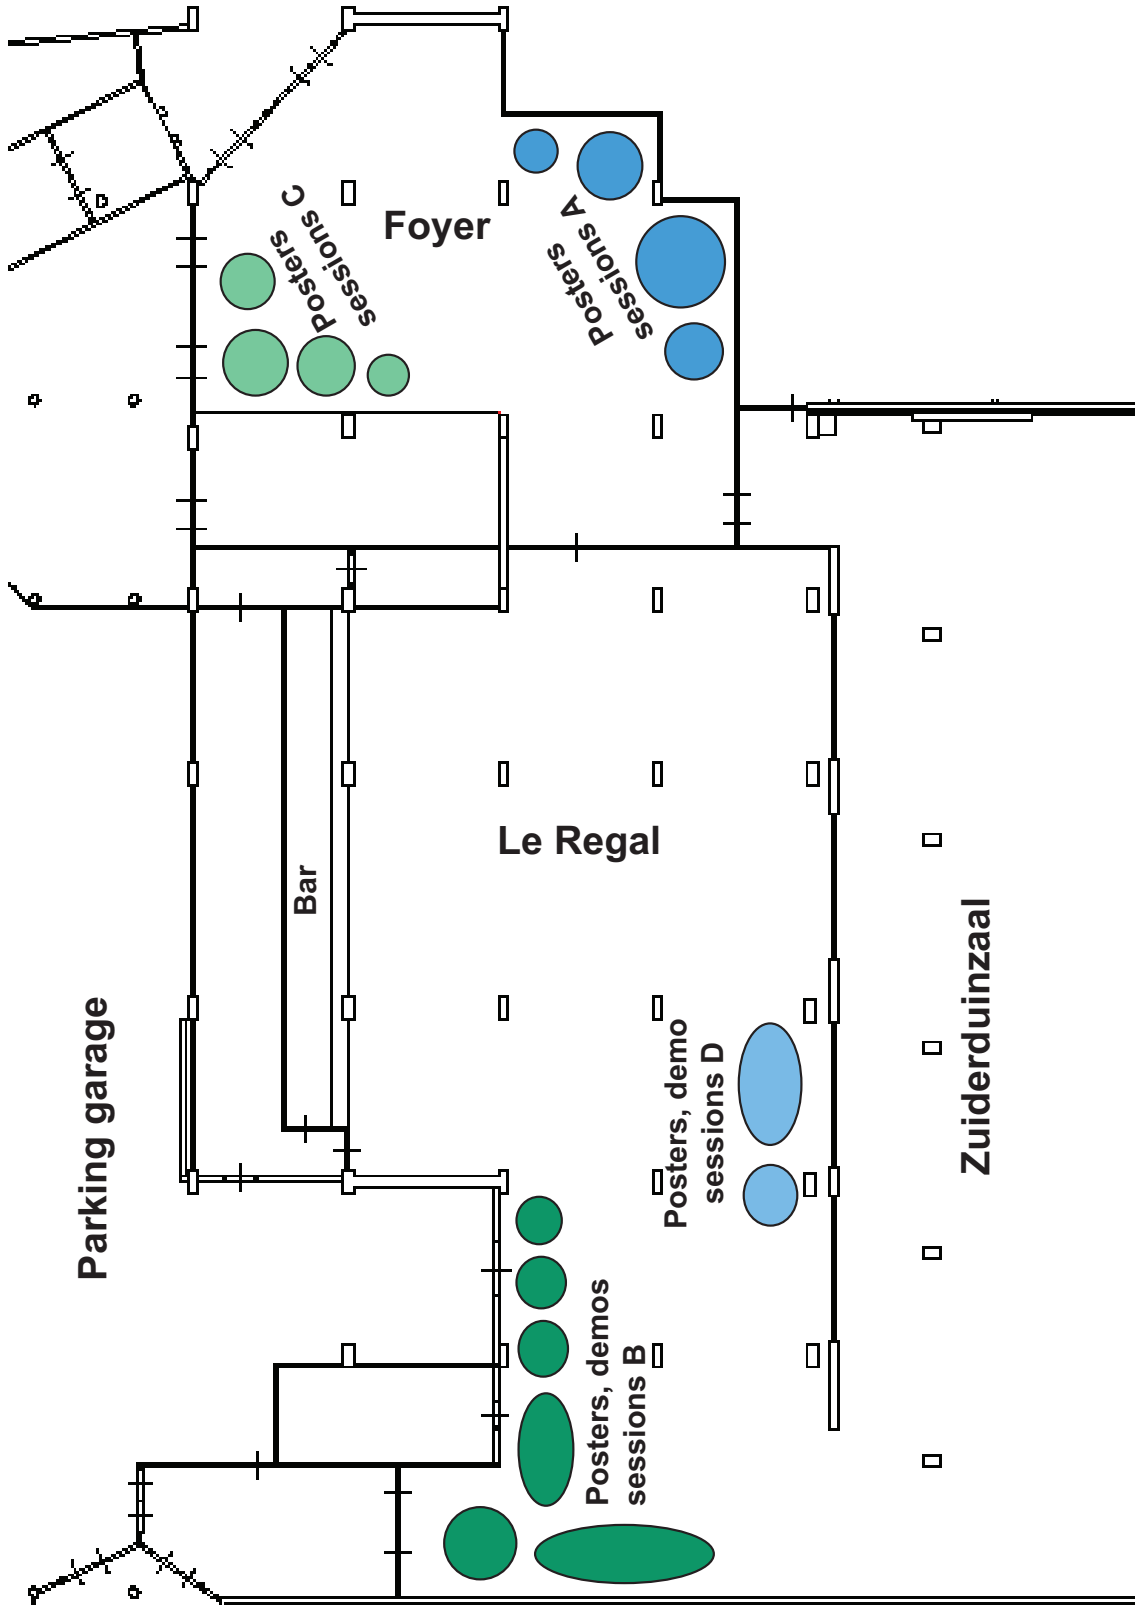 Foyer
Posters
sessions C
Posters
sessions A
Le Regal
Bar
Parking garage
Posters, demo
sessions D
Zuiderduinzaal
Posters, demos
sessions B